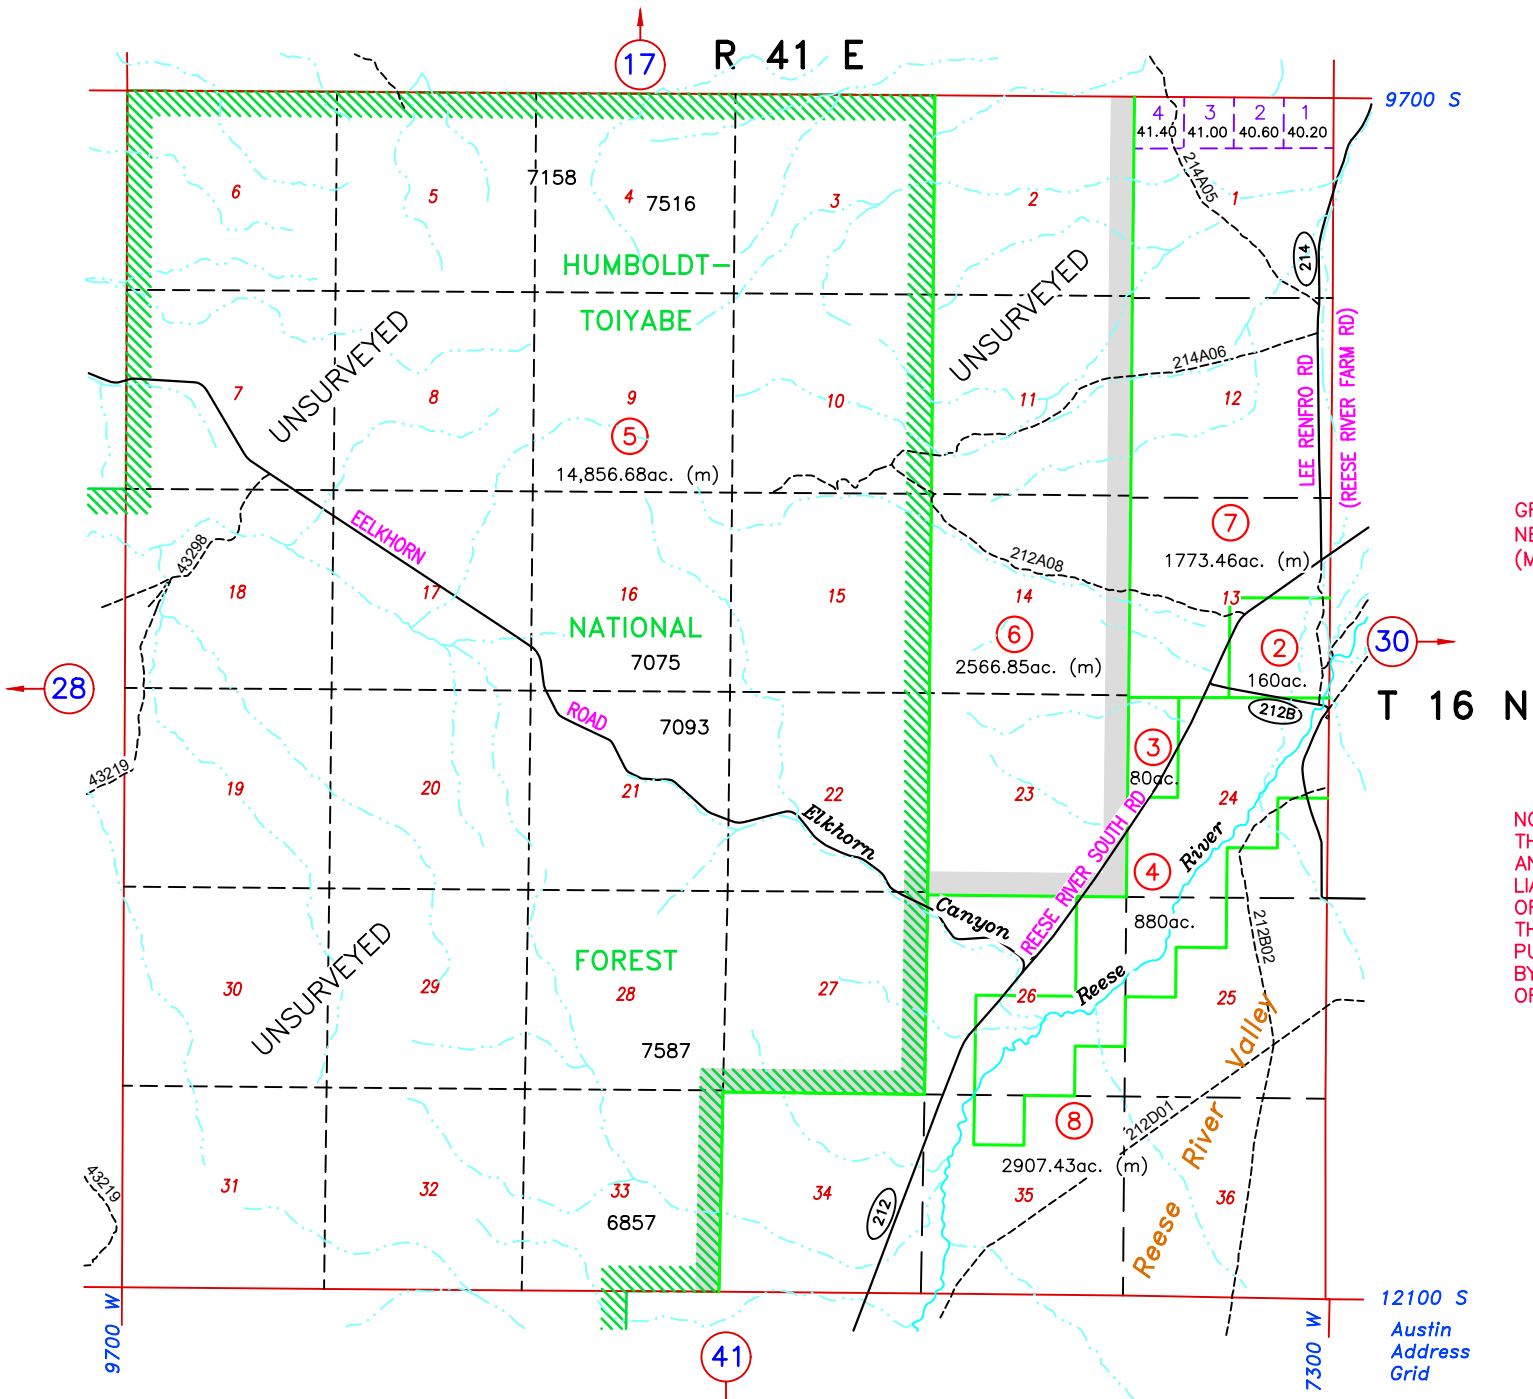 17
R 41 E
9700 S
4
3
2
1
41.40
41.00
40.60
40.20
6
5
7158
4
7516
3
2
214A05
1
214
HUMBOLDT-
TOIYABE
UNSURVEYED
UNSURVEYED
LEE RENFRO RD
(REESE RIVER FARM RD)
214A06
7
8
9
10
11
12
5
14,856.68ac. (m)
7
1773.46ac. (m)
EELKHORN
43298
212A08
18
17
16
15
14
13
NATIONAL
7075
6
2566.85ac. (m)
2
160ac.
30
28
T 16 N
ROAD
7093
212B
3
80ac.
43219
19
20
21
22
23
24
Elkhorn
Canyon
REESE RIVER SOUTH RD
River
Reese
4
880ac.
212B02
UNSURVEYED
FOREST
30
29
28
27
26
25
7587
Reese River Valley
8
212D01
2907.43ac. (m)
43219
31
32
33
34
35
36
6857
212
9700 W
7300 W
12100 S
Austin
Address
Grid
41